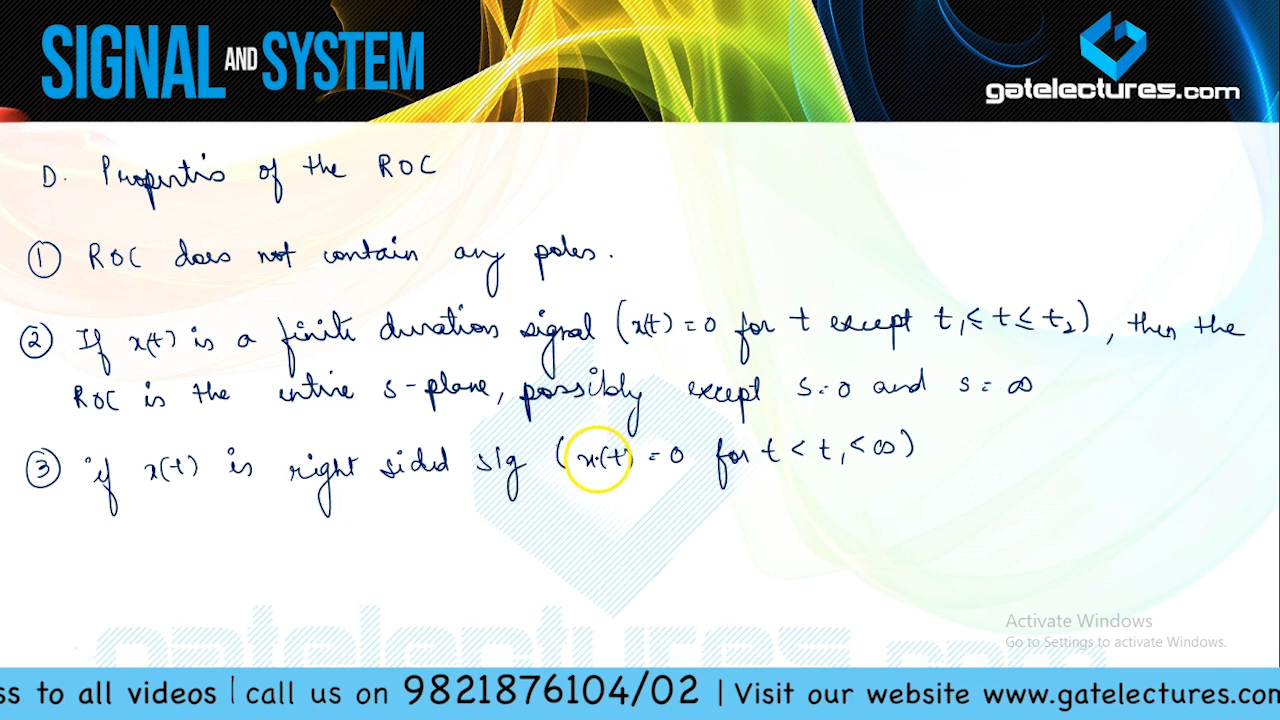 SIGNAL AND SYSTEM
gatelectures.com
D. Properties of the ROC
① ROC does not contain any poles.
② If x(t) is a finite duration signal (x(t) = 0 for t except t₁ ≤ t ≤ t₂), then the
ROC is the entire s-plane, possibly except s=0 and s=∞
③ if x(t) is right sided sig (x(t) = 0 for t < t₁ < ∞)
gatelectures.com
Activate Windows
Go to Settings to activate Windows.
ss to all videos | call us on 9821876104/02 | Visit our website www.gatelectures.con